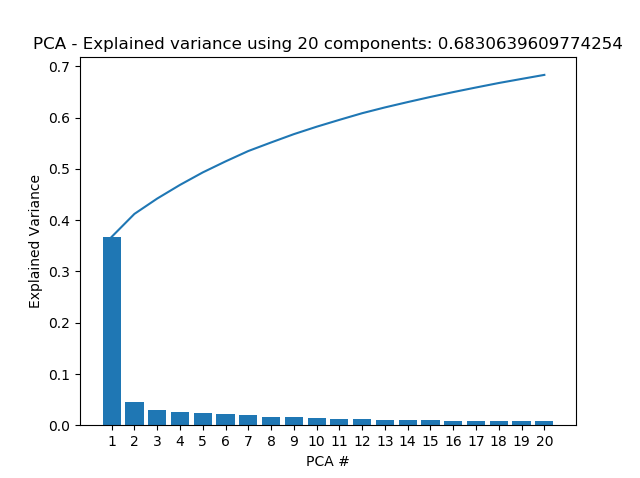 PCA - Explained variance using 20 components: 0.6830639609774254
0.7
0.6
0.5
0.4
0.3
0.2
0.1
0.0
Explained Variance
1 2 3 4 5 6 7 8 9 10 11 12 13 14 15 16 17 18 19 20
PCA #